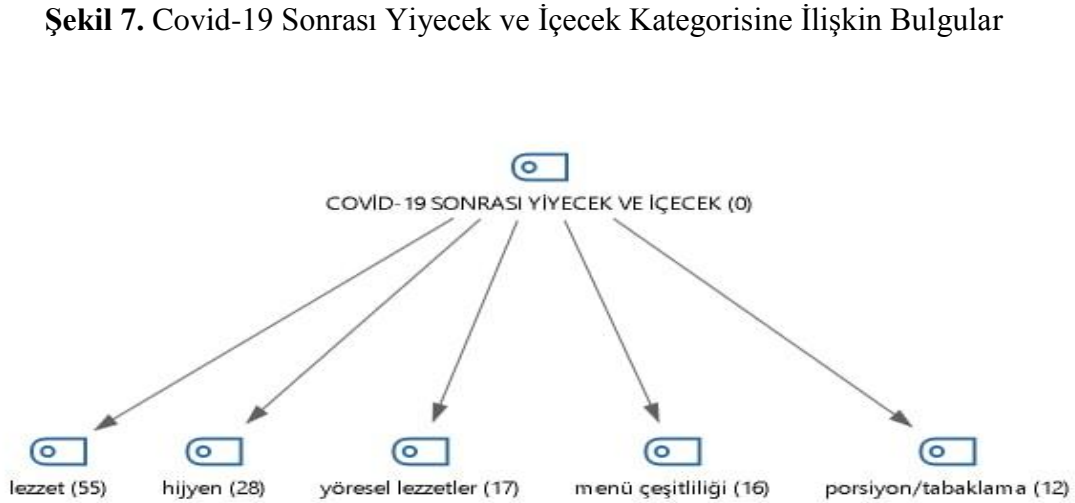 Şekil 7. Covid-19 Sonrası Yiyecek ve İçecek Kategorisine İlişkin Bulgular
COVİD-19 SONRASI YİYECEK VE İÇECEK (0)
lezzet (55)
hijyen (28)
yöresel lezzetler (17)
menü çeşitliliği (16)
porsiyon/tabaklama (12)